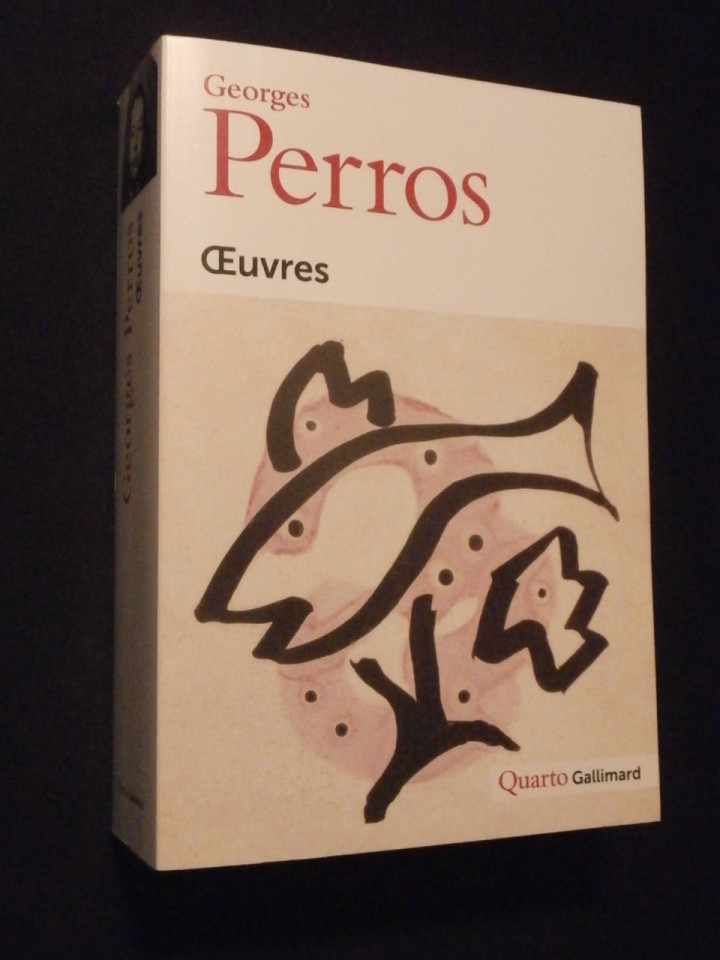 Georges
Perros
Œuvres
Quarto Gallimard
Georges Perros
Œuvres